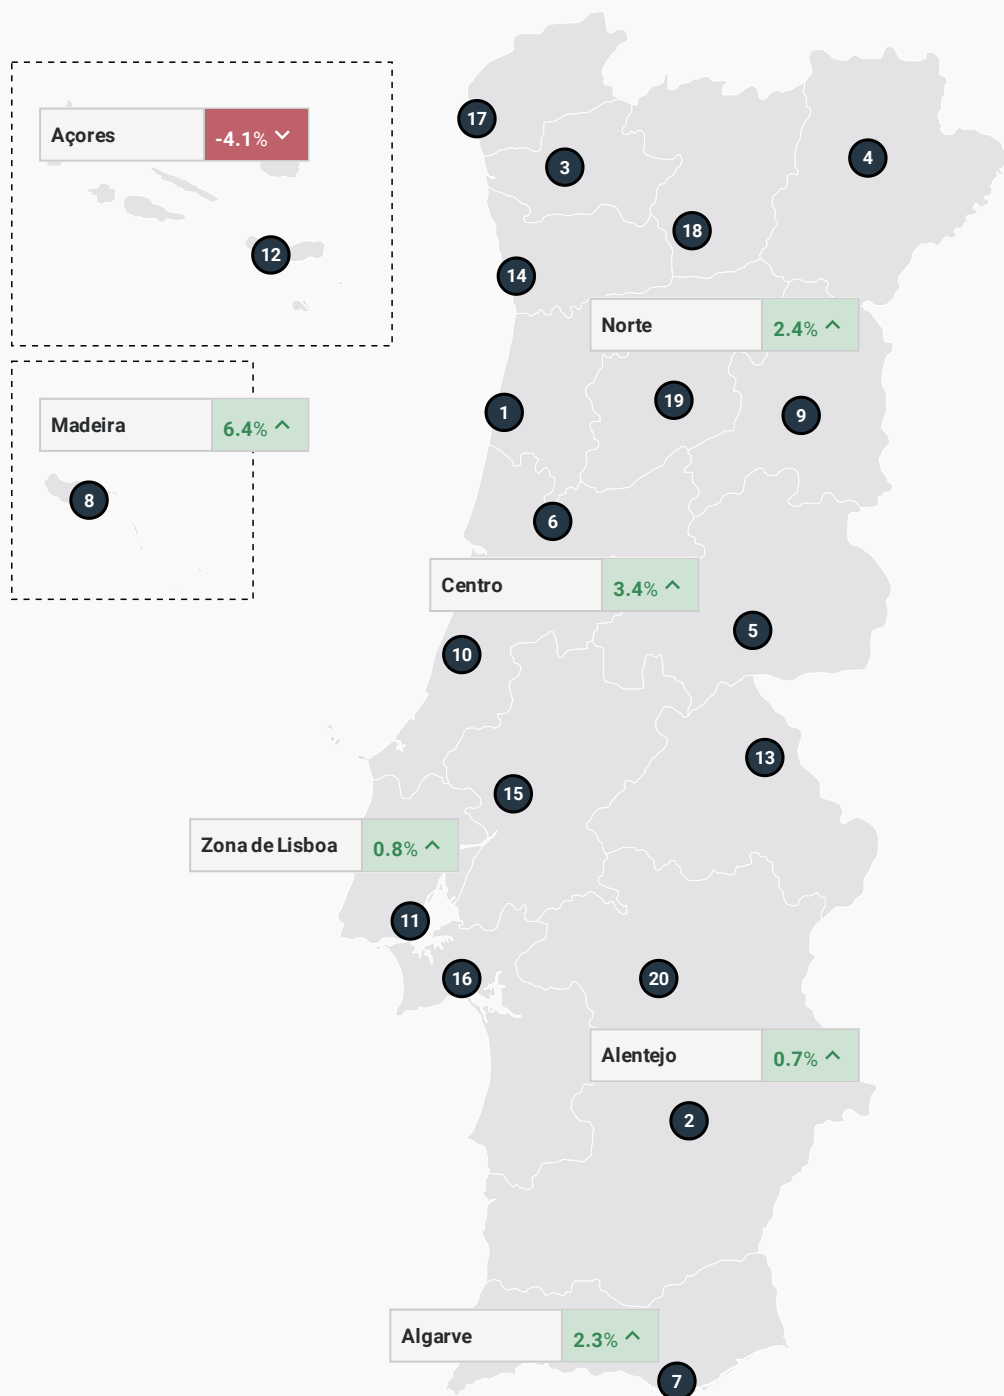 17
Açores -4.1%
4
3
18
12
14
Norte 2.4%
19
1
9
Madeira 6.4%
8
6
Centro 3.4%
5
10
13
15
Zona de Lisboa 0.8%
11
16
20
Alentejo 0.7%
2
Algarve 2.3%
7